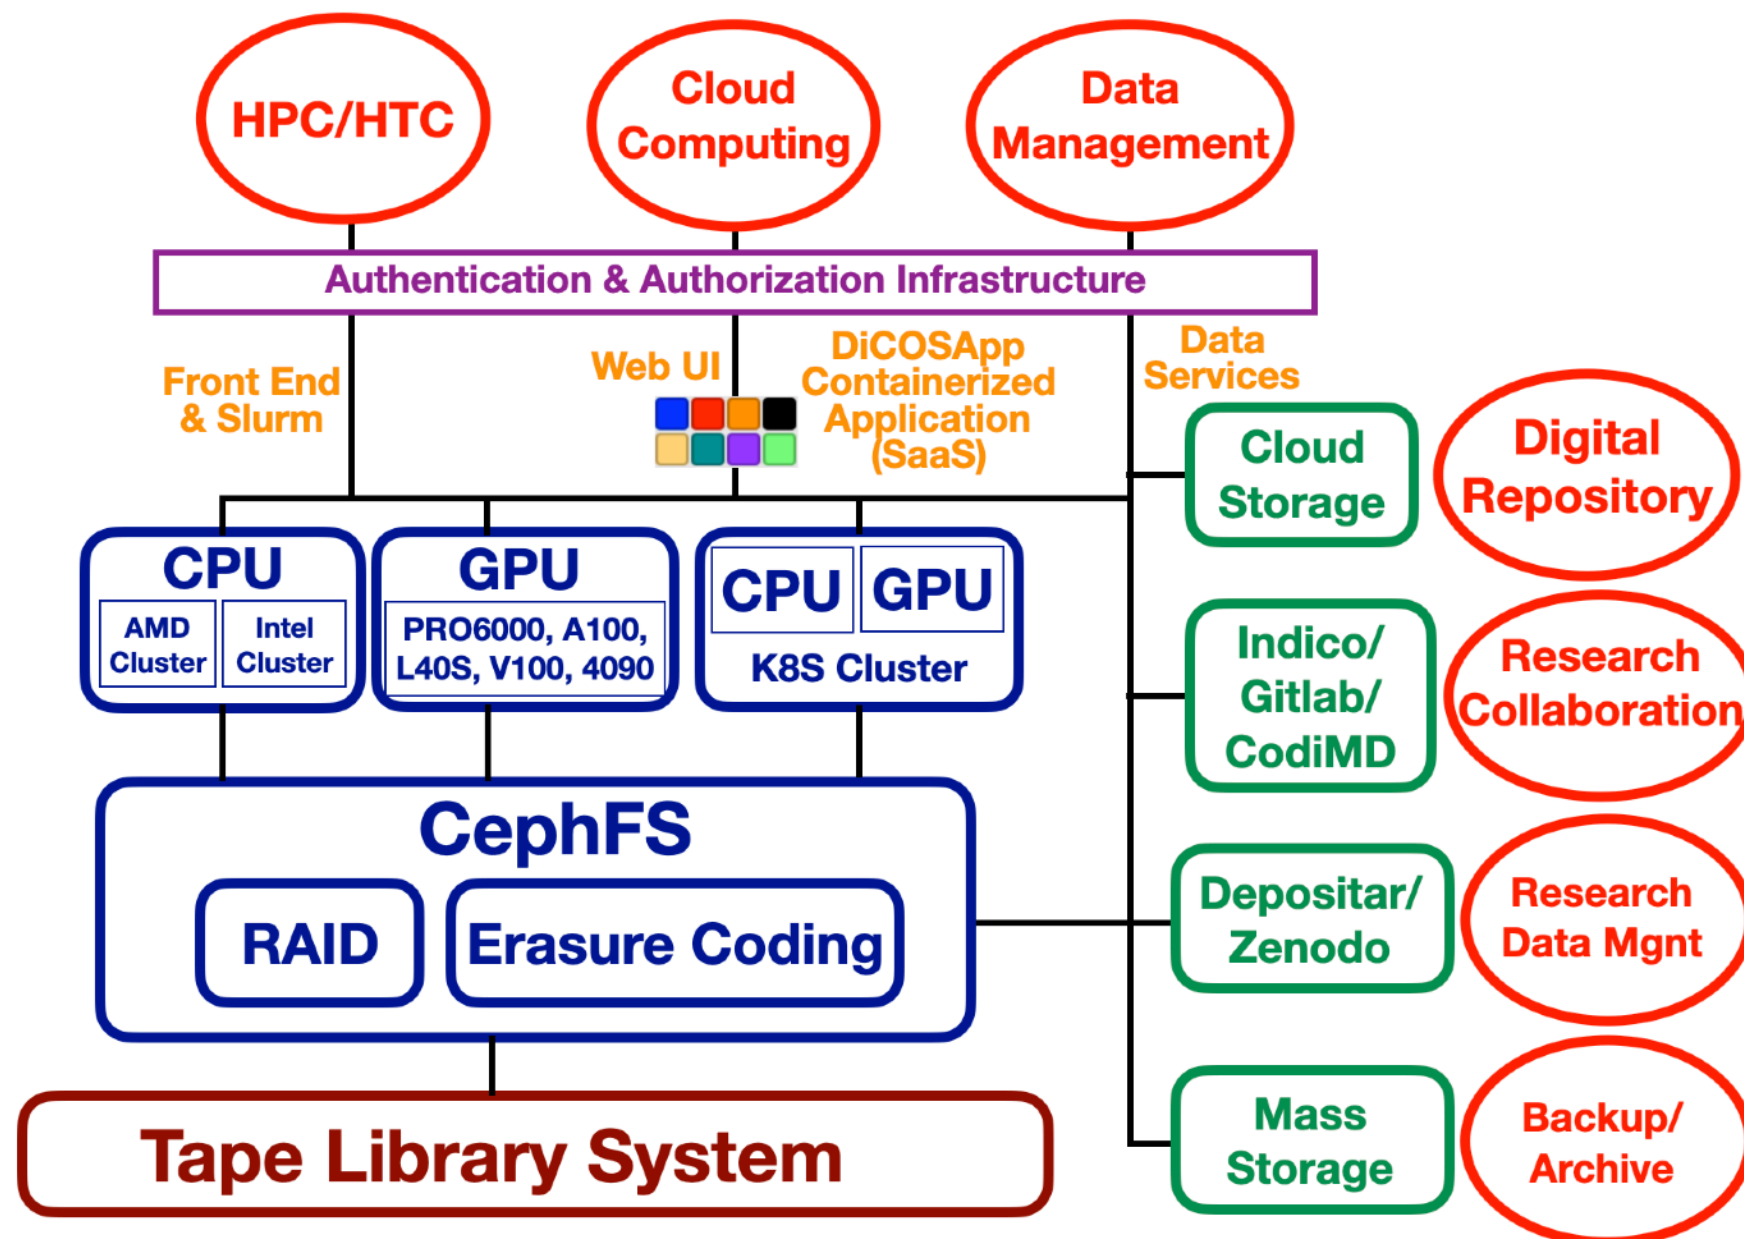 HPC/HTC
Cloud
Computing
Data
Management
Authentication & Authorization Infrastructure
Front End
& Slurm
Web UI
DiCOSApp
Containerized
Application
(SaaS)
Data
Services
Cloud
Storage
Digital
Repository
CPU
AMD
Cluster
Intel
Cluster
GPU
PRO6000, A100,
L40S, V100, 4090
CPU
GPU
K8S Cluster
Indico/
Gitlab/
CodiMD
Research
Collaboration
CephFS
RAID
Erasure Coding
Depositar/
Zenodo
Research
Data Mgnt
Tape Library System
Mass
Storage
Backup/
Archive